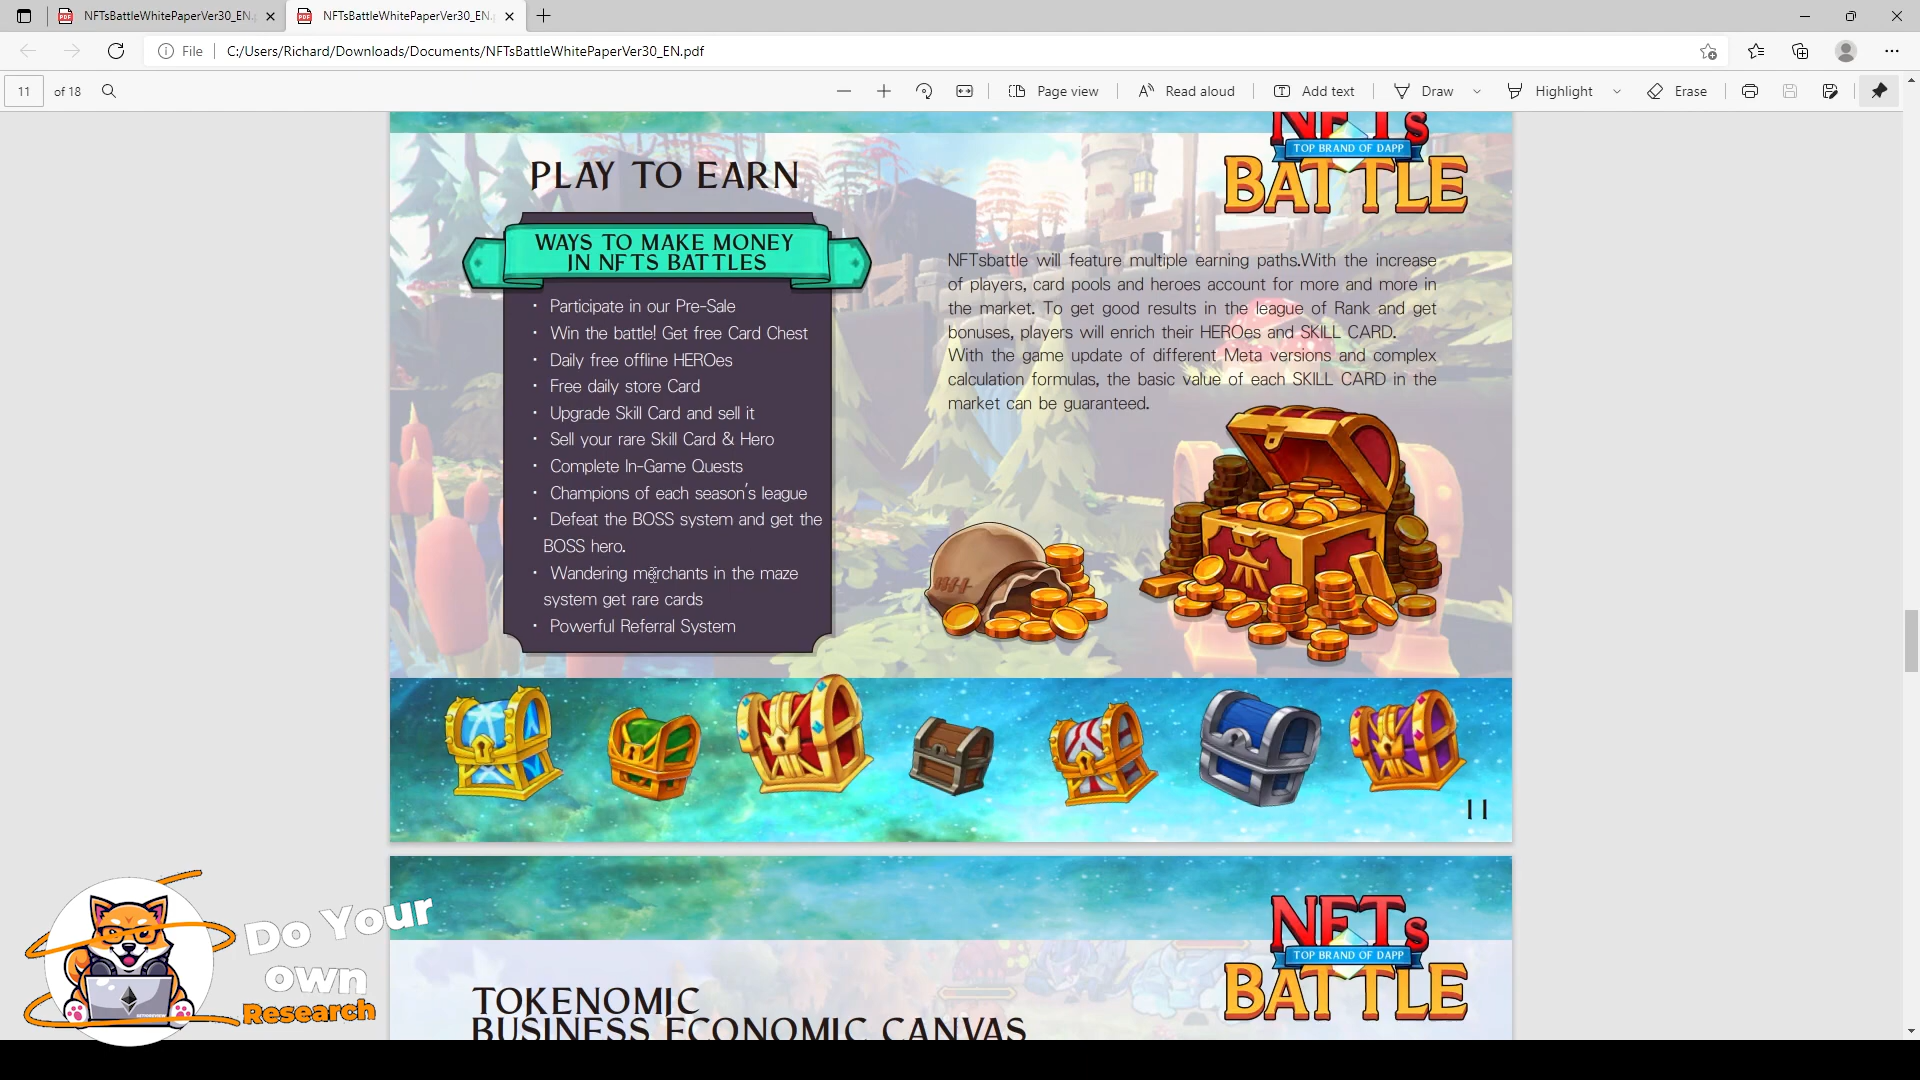 NFTsBattleWhitePaperVer30_EN.
NFTsBattleWhitePaperVer30_EN.
File
C:/Users/Richard/Downloads/Documents/NFTsBattleWhitePaperVer30_EN.pdf
11 of 18
Page view
Read aloud
Add text
Draw
Highlight
Erase
NFTs
TOP BRAND OF DAPP
BATTLE
PLAY TO EARN
WAYS TO MAKE MONEY
IN NFTS BATTLES
· Participate in our Pre-Sale
· Win the battle! Get free Card Chest
· Daily free offline HEROes
· Free daily store Card
· Upgrade Skill Card and sell it
· Sell your rare Skill Card & Hero
· Complete In-Game Quests
· Champions of each season's league
· Defeat the BOSS system and get the
BOSS hero.
· Wandering merchants in the maze
system get rare cards
· Powerful Referral System
NFTsbattle will feature multiple earning paths.With the increase
of players, card pools and heroes account for more and more in
the market. To get good results in the league of Rank and get
bonuses, players will enrich their HEROes and SKILL CARD.
With the game update of different Meta versions and complex
calculation formulas, the basic value of each SKILL CARD in the
market can be guaranteed.
11
NFTs
TOP BRAND OF DAPP
BATTLE
TOKENOMIC
BUSINESS ECONOMIC CANVAS
Do Your
Own
Research